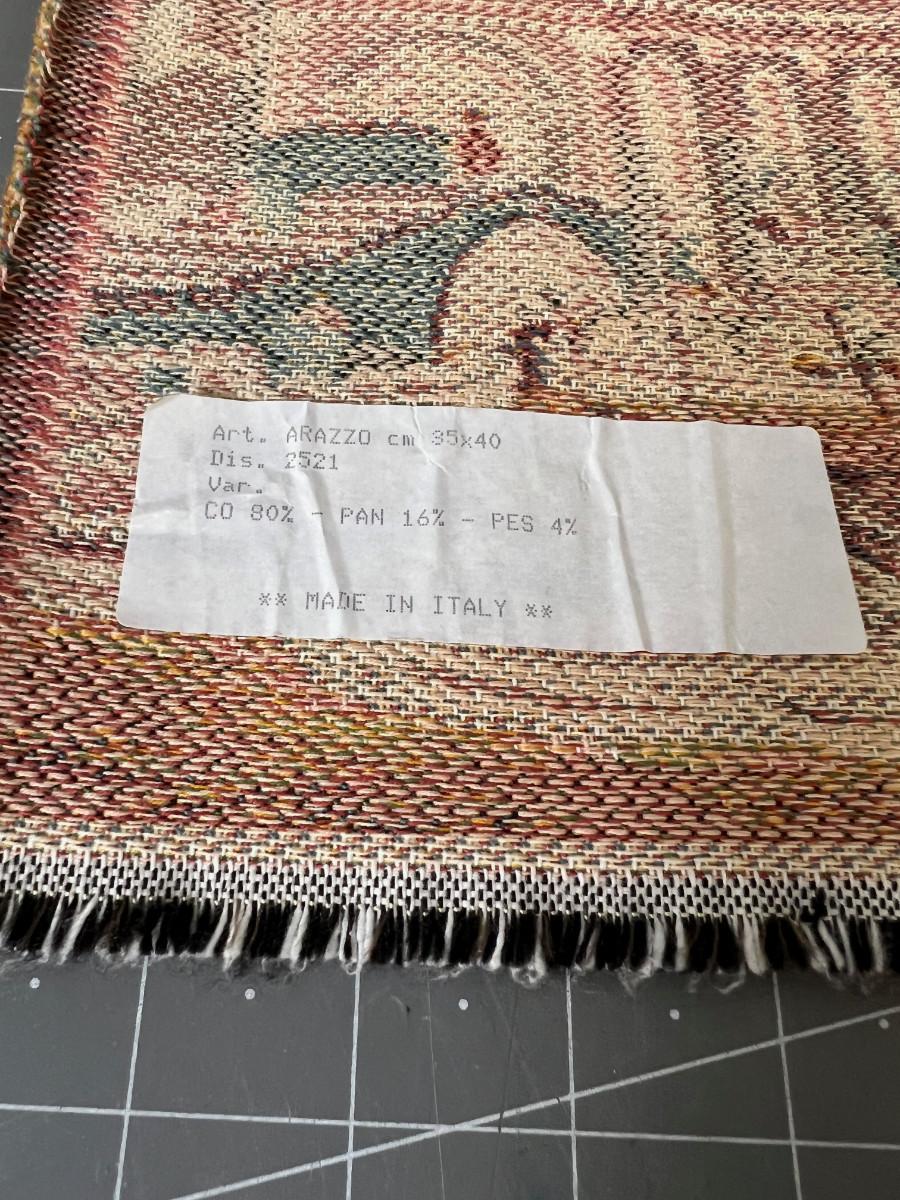 Art. ARAZZO cm 35x40
Dis. 2521
Var.
CO 80% - PAN 16% - PES 4%
** MADE IN ITALY **